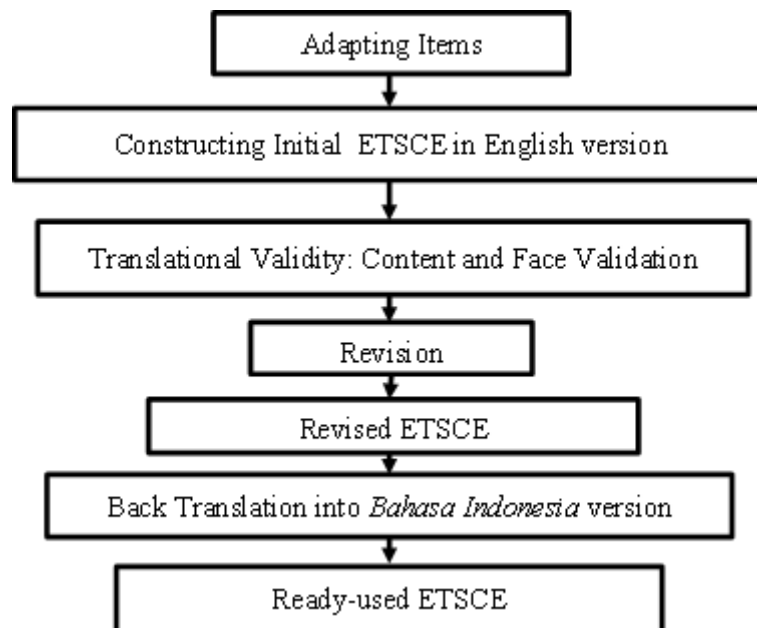 Adapting Items
Constructing Initial ETSCE in English version
Translational Validity: Content and Face Validation
Revision
Revised ETSCE
Back Translation into Bahasa Indonesia version
Ready-used ETSCE